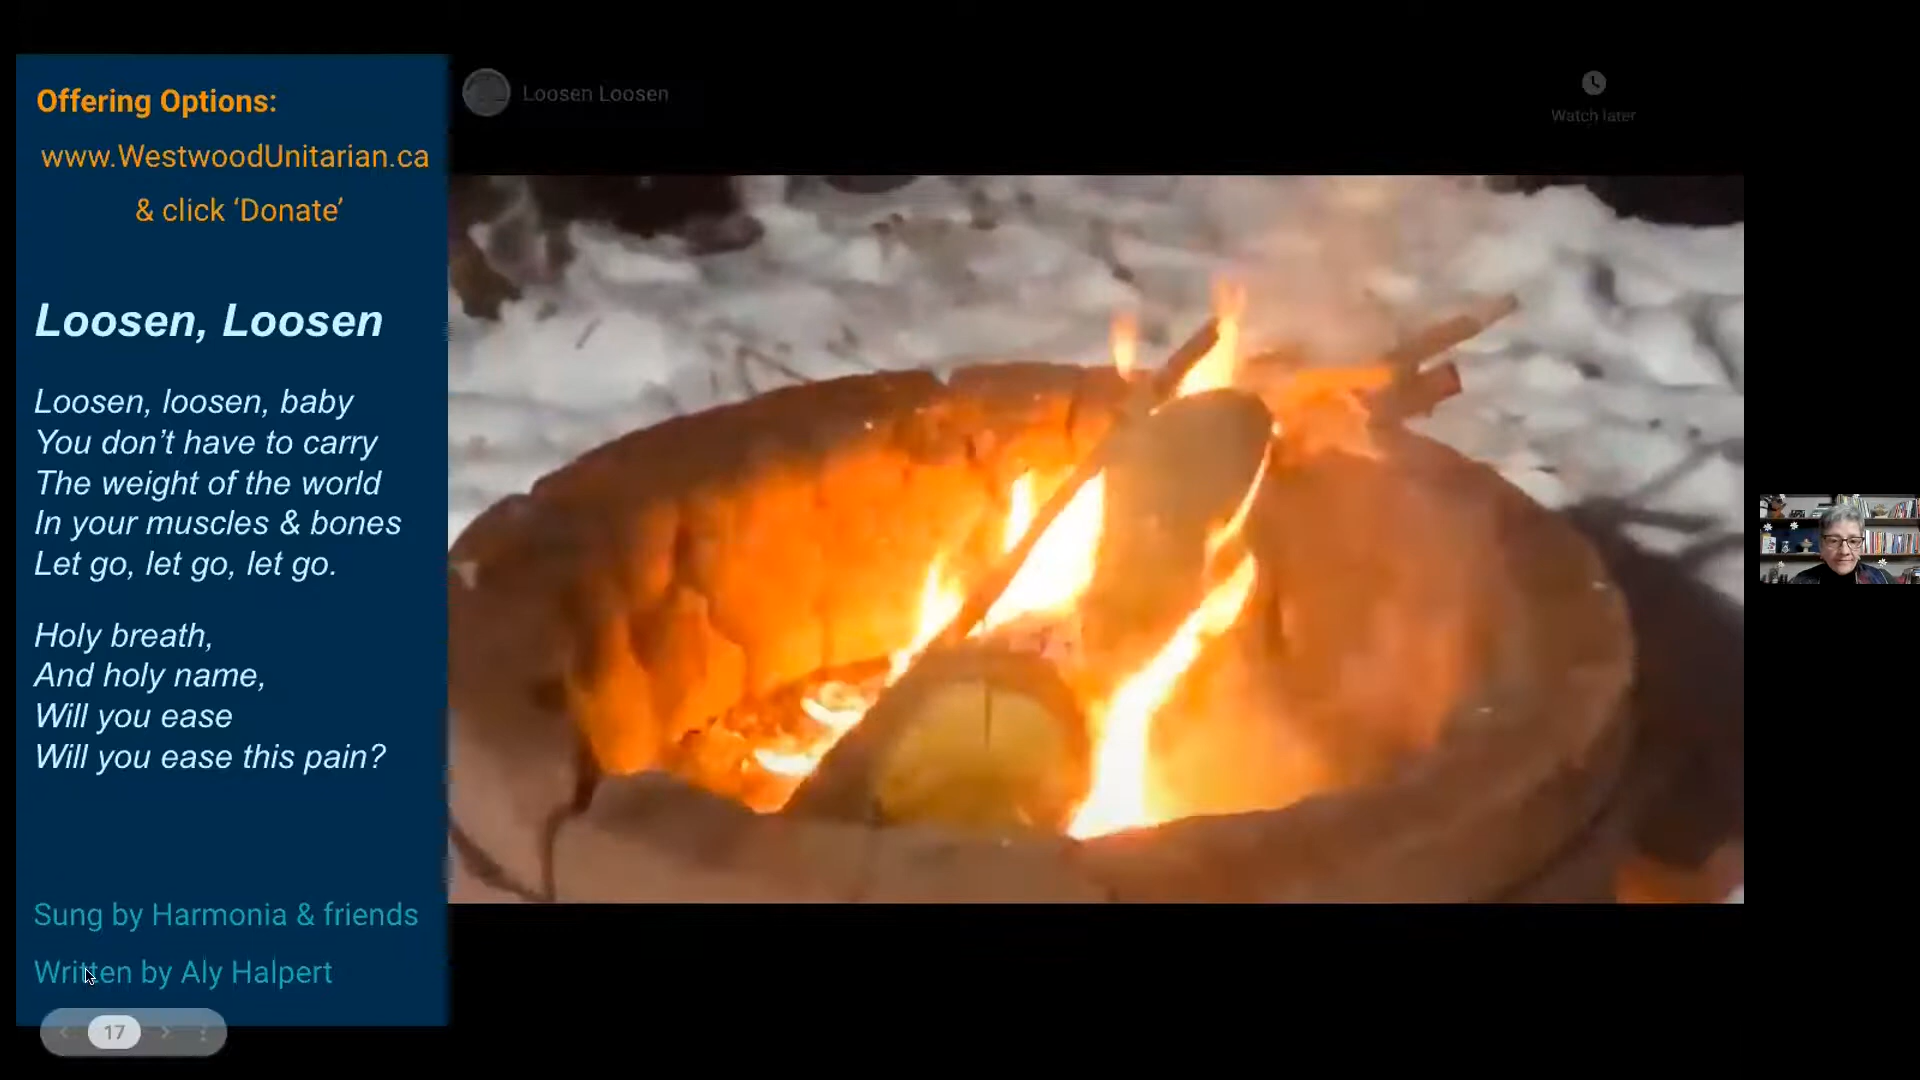 Offering Options:
www.WestwoodUnitarian.ca
& click ‘Donate’
Loosen, Loosen
Loosen, loosen, baby
You don’t have to carry
The weight of the world
In your muscles & bones
Let go, let go, let go.
Holy breath,
And holy name,
Will you ease
Will you ease this pain?
Sung by Harmonia & friends
Written by Aly Halpert
17
Loosen Loosen
Watch later